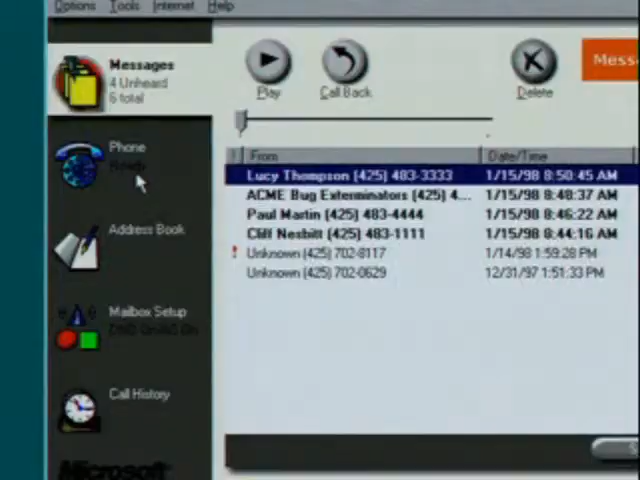 Options Tools Internet Help
Messages
4 Unheard
6 total
Phone
Ready
Address Book
Mailbox Setup
Call History
Microsoft
Play
Call Back
Delete
Mess
! From Date/Time
Lucy Thompson (425) 483-3333 1/15/98 8:50:45 AM
ACME Bug Exterminators (425) 4... 1/15/98 8:48:37 AM
Paul Martin (425) 483-4444 1/15/98 8:46:22 AM
Cliff Nesbitt (425) 483-1111 1/15/98 8:44:16 AM
! Unknown (425) 702-8117 1/14/98 1:59:28 PM
Unknown (425) 702-0629 12/31/97 1:51:33 PM